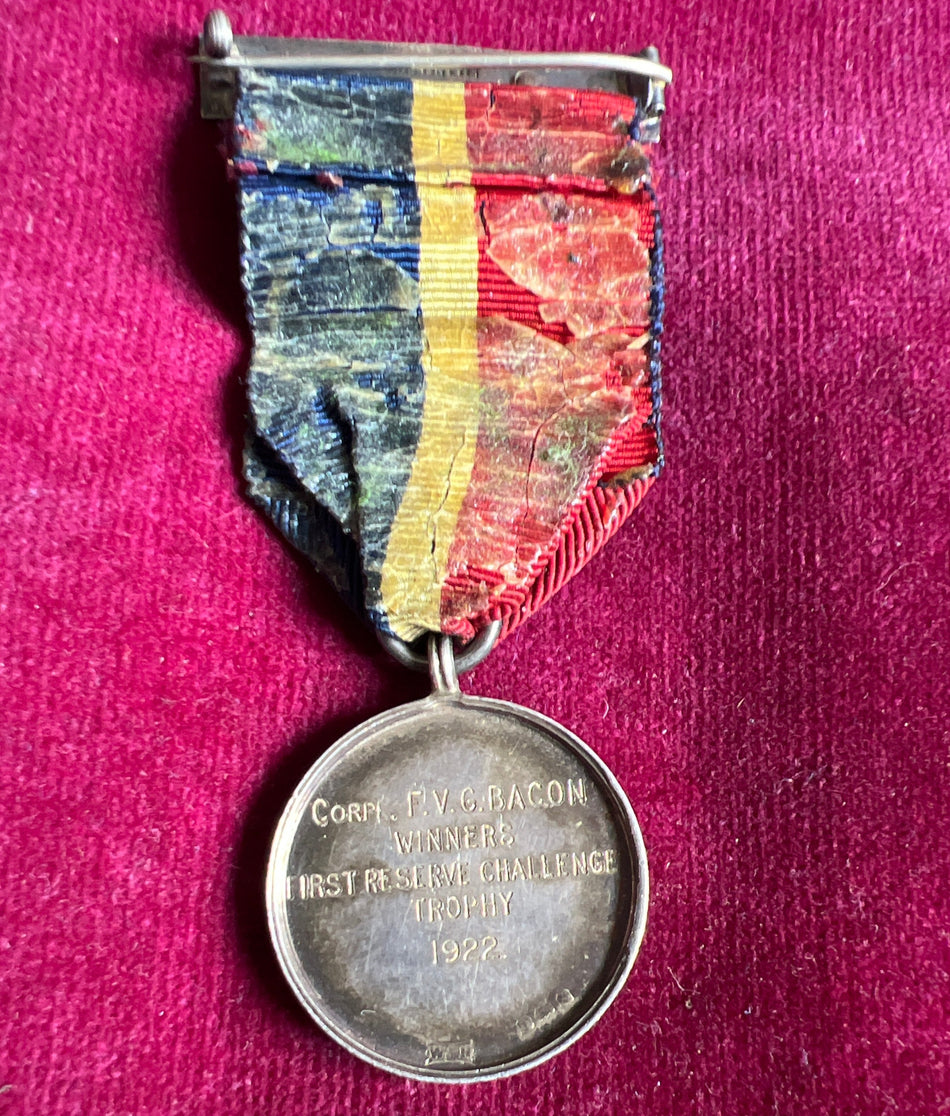 CORPL. F.V.G. BACON
WINNERS
FIRST RESERVE CHALLENGE
TROPHY
1922.